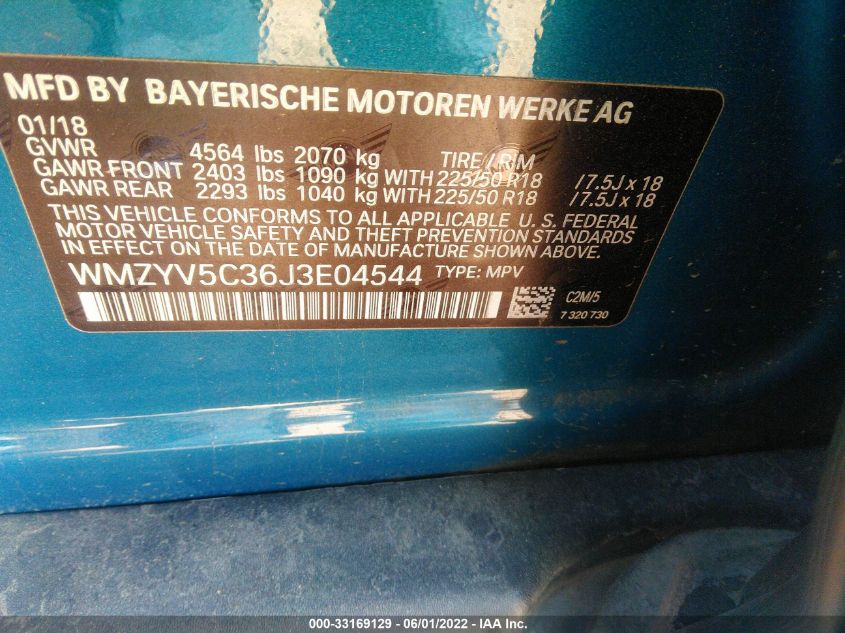 MFD BY BAYERISCHE MOTOREN WERKE AG
01/18
GVWR 4564 lbs 2070 kg TIRE / RIM
GAWR FRONT 2403 lbs 1090 kg WITH 225/50 R18 / 7.5J x 18
GAWR REAR 2293 lbs 1040 kg WITH 225/50 R18 / 7.5J x 18
THIS VEHICLE CONFORMS TO ALL APPLICABLE U. S. FEDERAL
MOTOR VEHICLE SAFETY AND THEFT PREVENTION STANDARDS
IN EFFECT ON THE DATE OF MANUFACTURE SHOWN ABOVE.
WMZYV5C36J3E04544 TYPE: MPV
C2M/5
7 320 730
000-33169129 - 06/01/2022 - IAA Inc.